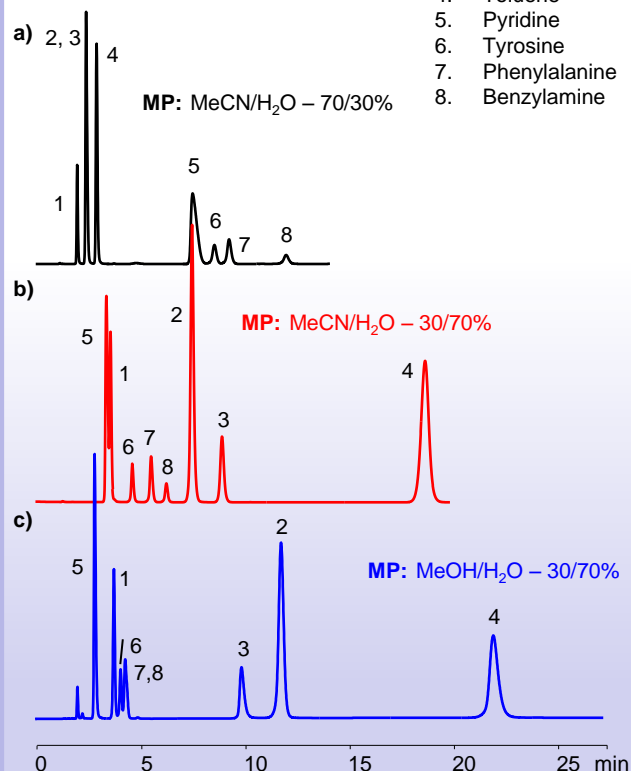 5. Pyridine
6. Tyrosine
7. Phenylalanine
8. Benzylamine
a)
2, 3
4
MP: MeCN/H₂O – 70/30%
1
5
6
7
8
b)
MP: MeCN/H₂O – 30/70%
5
1
6
7
8
2
3
4
c)
MP: MeOH/H₂O – 30/70%
5
1
6
7,8
3
2
4
0 5 10 15 20 25 min